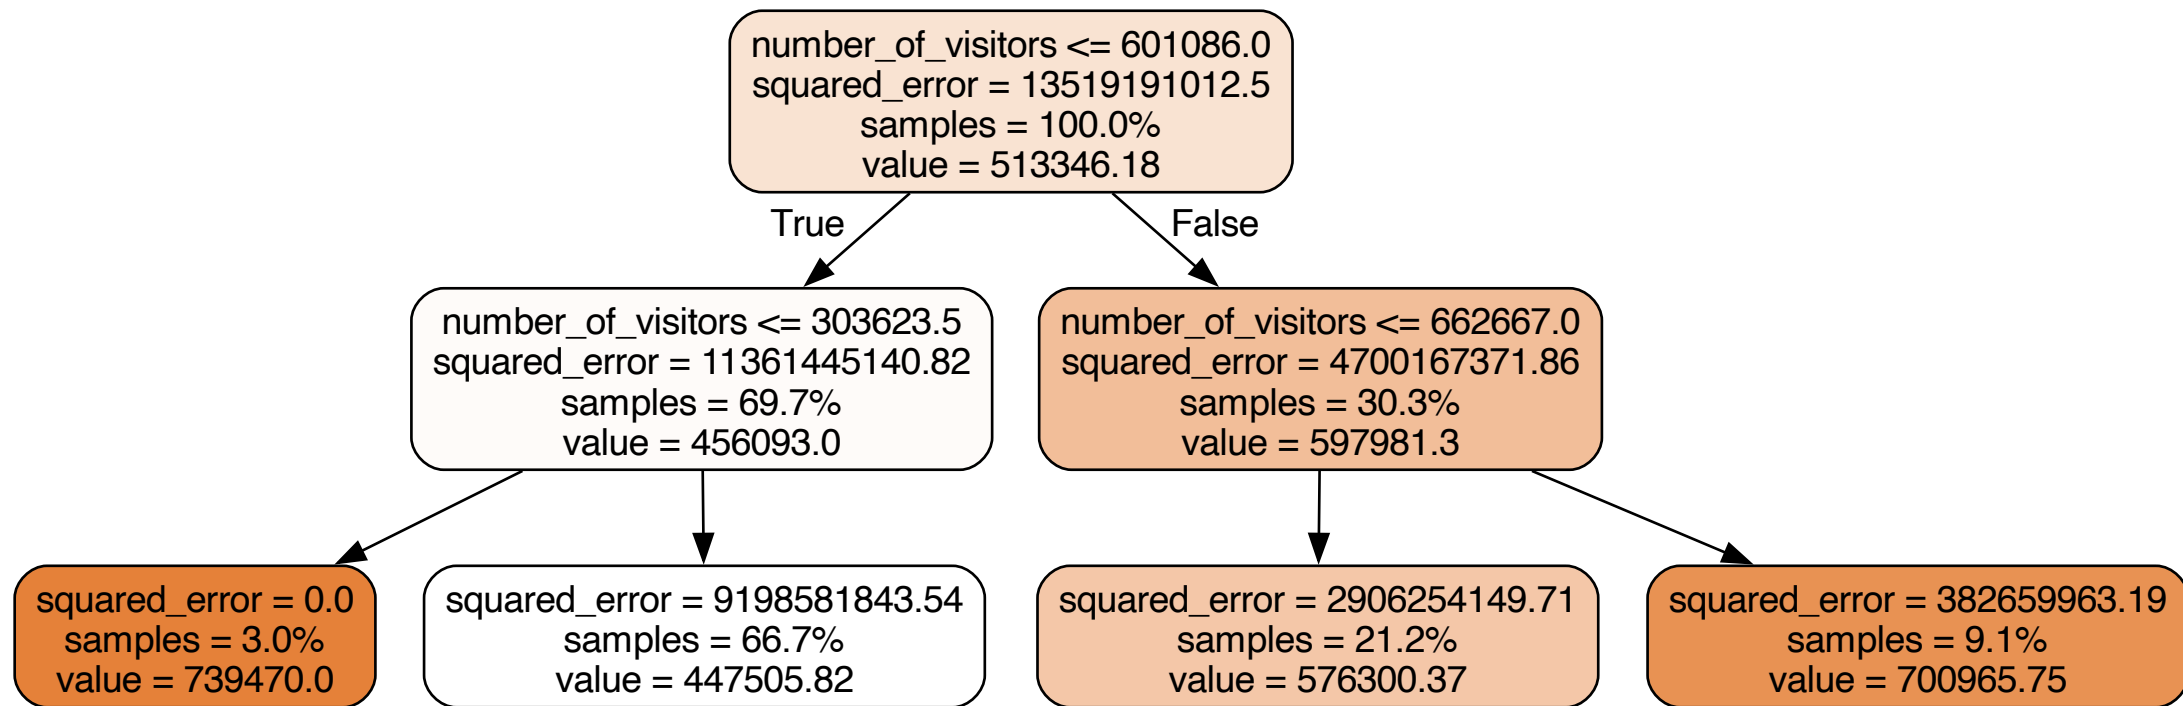 number_of_visitors <= 601086.0
squared_error = 13519191012.5
samples = 100.0%
value = 513346.18
True
False
number_of_visitors <= 303623.5
squared_error = 11361445140.82
samples = 69.7%
value = 456093.0
number_of_visitors <= 662667.0
squared_error = 4700167371.86
samples = 30.3%
value = 597981.3
squared_error = 0.0
samples = 3.0%
value = 739470.0
squared_error = 9198581843.54
samples = 66.7%
value = 447505.82
squared_error = 2906254149.71
samples = 21.2%
value = 576300.37
squared_error = 382659963.19
samples = 9.1%
value = 700965.75